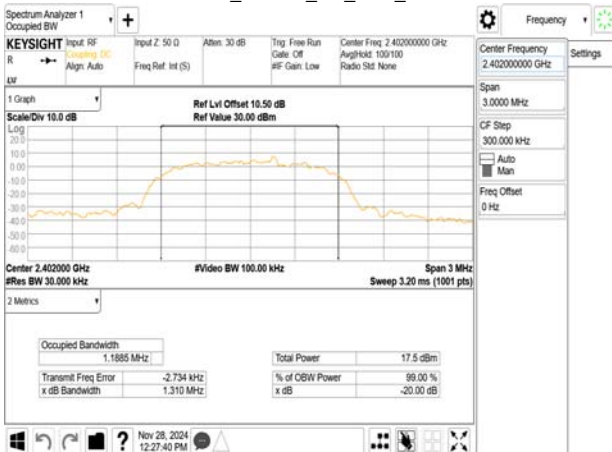 Spectrum Analyzer 1
Occupied BW
+
Frequency
KEYSIGHT
R
Input: RF
Coupling: DC
Align: Auto
Input Z: 50 Ω
Freq Ref: Int (S)
Atten: 30 dB
Trig: Free Run
Gate: Off
#IF Gain: Low
Center Freq: 2.402000000 GHz
Avg|Hold: 100/100
Radio Std: None
Center Frequency
2.402000000 GHz
Settings
Span
3.0000 MHz
CF Step
300.000 kHz
Auto
Man
Freq Offset
0 Hz
1 Graph
Scale/Div 10.0 dB
Ref Lvl Offset 10.50 dB
Ref Value 30.00 dBm
Log
20.0
10.0
0.00
-10.0
-20.0
-30.0
-40.0
-50.0
-60.0
Center 2.402000 GHz
#Res BW 30.000 kHz
#Video BW 100.00 kHz
Span 3 MHz
Sweep 3.20 ms (1001 pts)
2 Metrics
Occupied Bandwidth
1.1885 MHz
Total Power 17.5 dBm
Transmit Freq Error -2.734 kHz
% of OBW Power 99.00 %
x dB Bandwidth 1.310 MHz
x dB -20.00 dB
?
Nov 28, 2024
12:27:40 PM